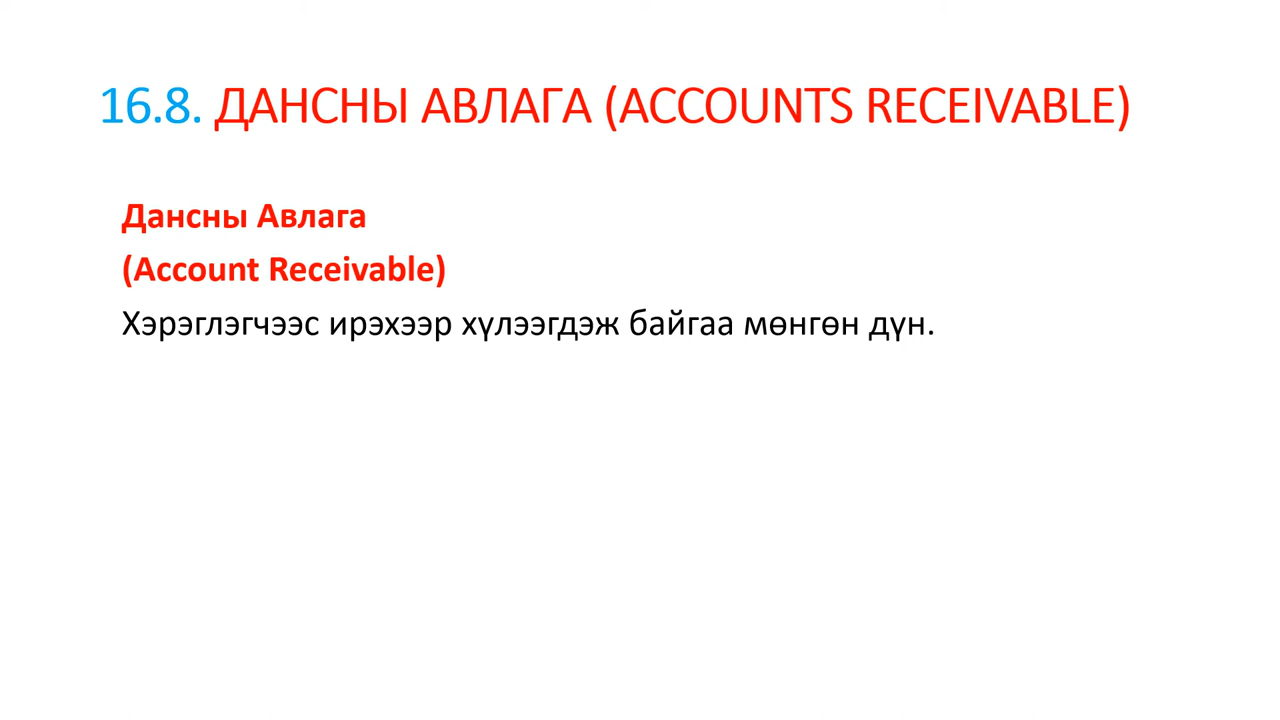 16.8. ДАНСНЫ АВЛАГА (ACCOUNTS RECEIVABLE)
Дансны Авлага
(Account Receivable)
Хэрэглэгчээс ирэхээр хүлээгдэж байгаа мөнгөн дүн.